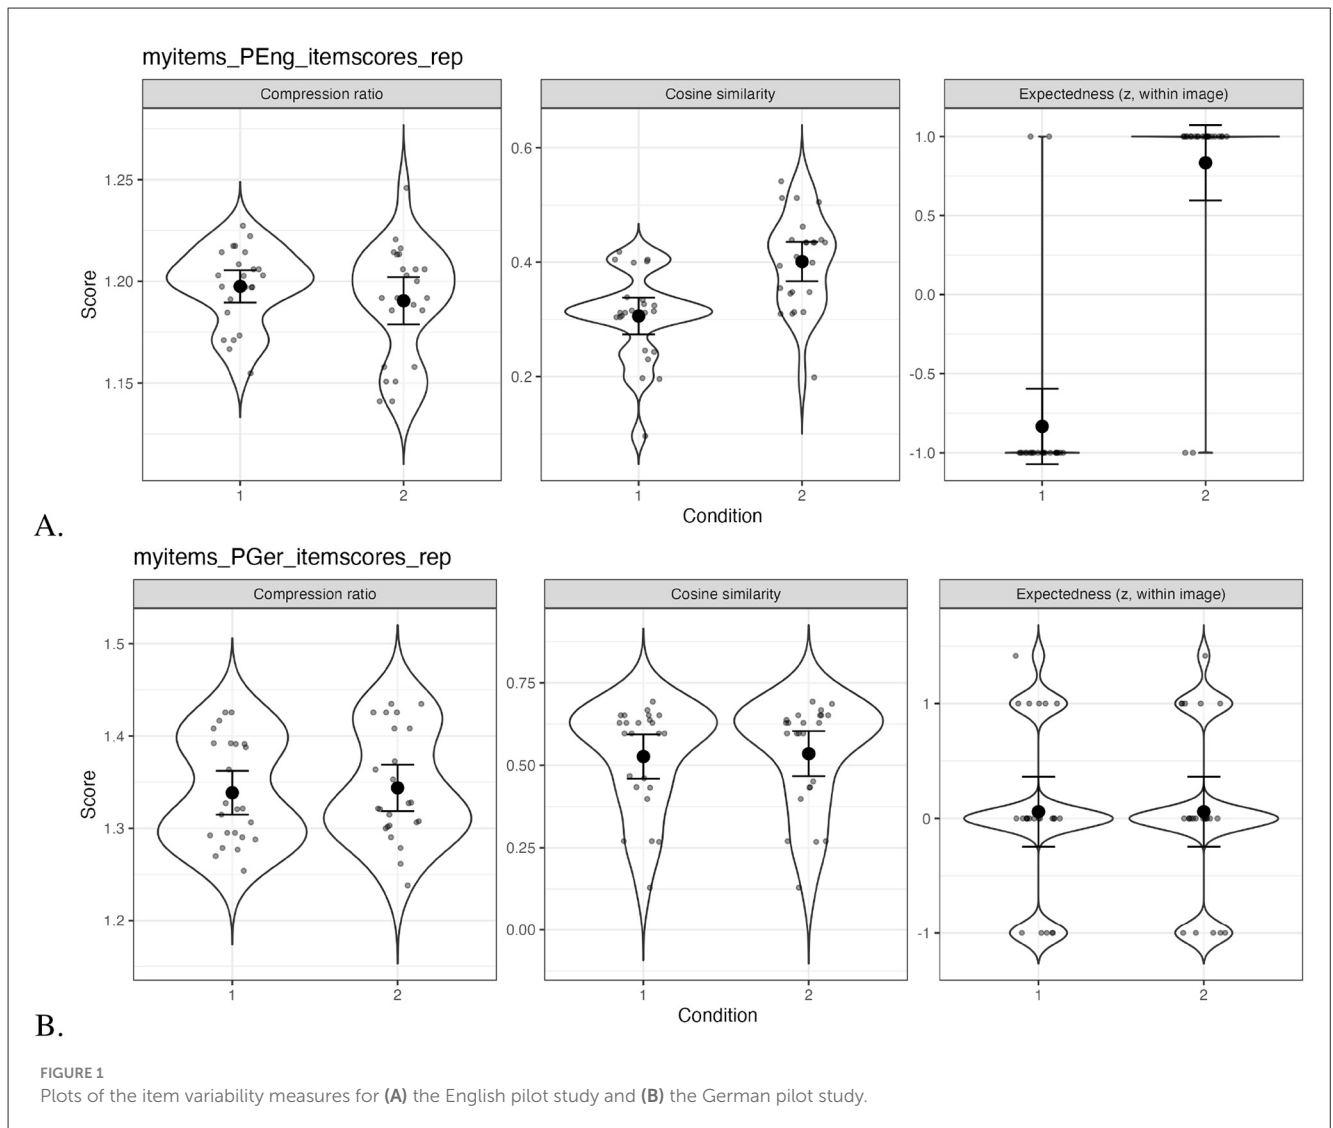 myitems_PEng_itemscores_rep
Compression ratio
Cosine similarity
Expectedness (z, within image)
Score
1.25
1.20
1.15
0.6
0.4
0.2
1.0
0.5
0.0
-0.5
-1.0
1 2
1 2
1 2
Condition
A.
myitems_PGer_itemscores_rep
Compression ratio
Cosine similarity
Expectedness (z, within image)
Score
1.5
1.4
1.3
1.2
0.75
0.50
0.25
0.00
1
0
-1
1 2
1 2
1 2
Condition
B.
FIGURE 1
Plots of the item variability measures for (A) the English pilot study and (B) the German pilot study.